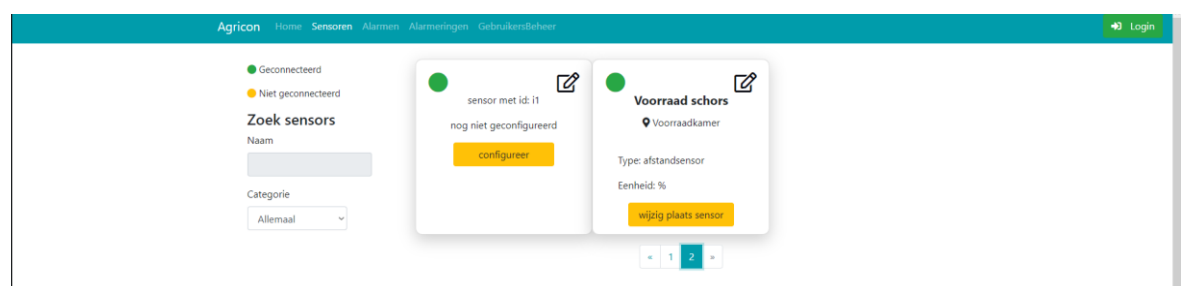 Agricon Home Sensoren Alarmen Alarmeringen GebruikersBeheer Login
Geconnecteerd
Niet geconnecteerd
Zoek sensors
Naam
Categorie
Allemaal
sensor met id: i1
nog niet geconfigureerd
configureer
Voorraad schors
Voorraadkamer
Type: afstandsensor
Eenheid: %
wijzig plaats sensor
« 1 2 »